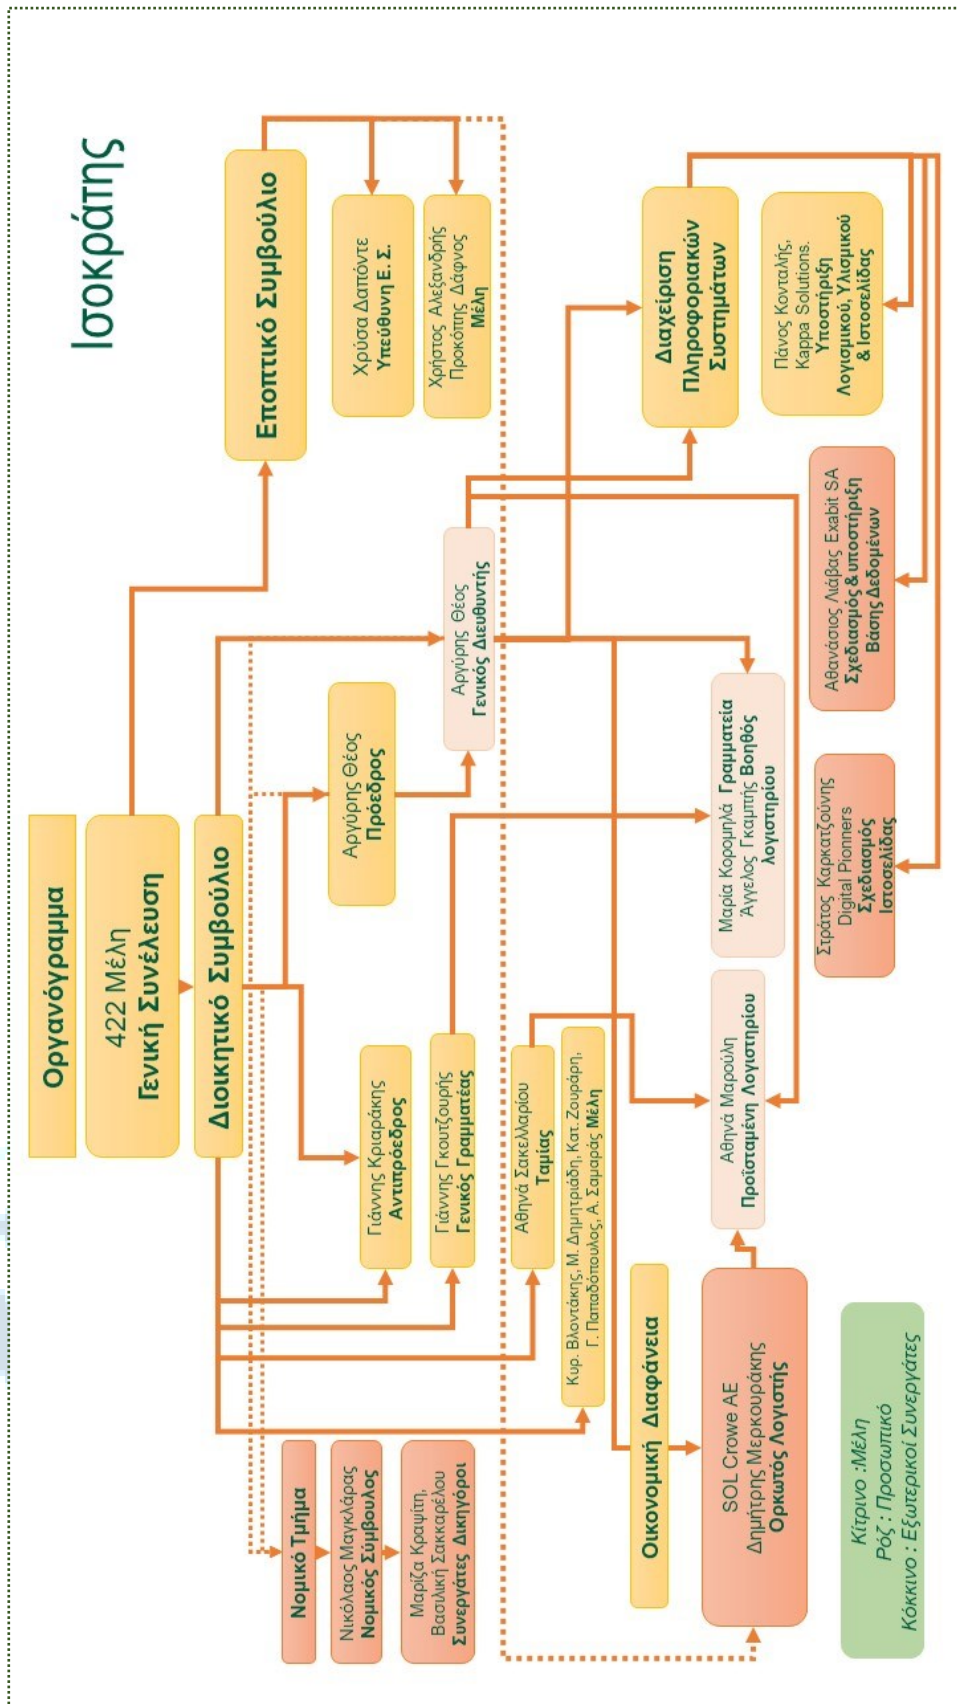 Ισοκράτης
Οργανόγραμμα
422 Μέλη
Γενική Συνέλευση
Διοικητικό Συμβούλιο
Εποπτικό Συμβούλιο
Χρύσα Δαπόντε
Υπεύθυνη Ε. Σ.
Χρήστος Αλεξανδρής
Προκόπης Δάφνος
Μέλη
Νομικό Τμήμα
Νικόλαος Μαγκλάρας
Νομικός Σύμβουλος
Μαρίζα Κραψίτη,
Βασιλική Σακκαρέλου
Συνεργάτες Δικηγόροι
Γιάννης Κριαράκης
Αντιπρόεδρος
Γιάννης Γκουτζουρής
Γενικός Γραμματέας
Αθηνά Σακελλαρίου
Ταμίας
Κυρ. Βλοντάκης, Μ. Δημητριάδη, Κατ. Ζουράρη,
Γ. Παπαδόπουλος, Α. Σαμαράς Μέλη
Αργύρης Θέος
Πρόεδρος
Αργύρης Θέος
Γενικός Διευθυντής
Οικονομική Διαφάνεια
SOL Crowe AE
Δημήτρης Μερκουράκης
Ορκωτός Λογιστής
Αθηνά Μαρούλη
Προϊσταμένη Λογιστηρίου
Μαρία Κορομηλά Γραμματεία
Άγγελος Γκαμπής Βοηθός
λογιστηρίου
Διαχείριση
Πληροφοριακών
Συστημάτων
Πάνος Κονταλής,
Kappa Solutions.
Υποστήριξη
Λογισμικού, Υλισμικού
& Ιστοσελίδας
Αθανάσιος Λιάβας Exabit SA
Σχεδιασμός & υποστήριξη
Βάσης Δεδομένων
Στράτος Καρκατζούνης
Digital Pionners
Σχεδιασμός
Ιστοσελίδας
Κίτρινο :Μέλη
Ρόζ : Προσωπικό
Κόκκινο : Εξωτερικοί Συνεργάτες